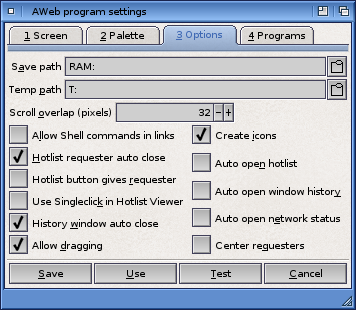 AWeb program settings
1 Screen
2 Palette
3 Options
4 Programs
Save path RAM:
Temp path T:
Scroll overlap (pixels) 32 - +
Allow Shell commands in links
Create icons
Hotlist requester auto close
Auto open hotlist
Hotlist button gives requester
Auto open window history
Use Singleclick in Hotlist Viewer
Auto open network status
History window auto close
Center requesters
Allow dragging
Save
Use
Test
Cancel